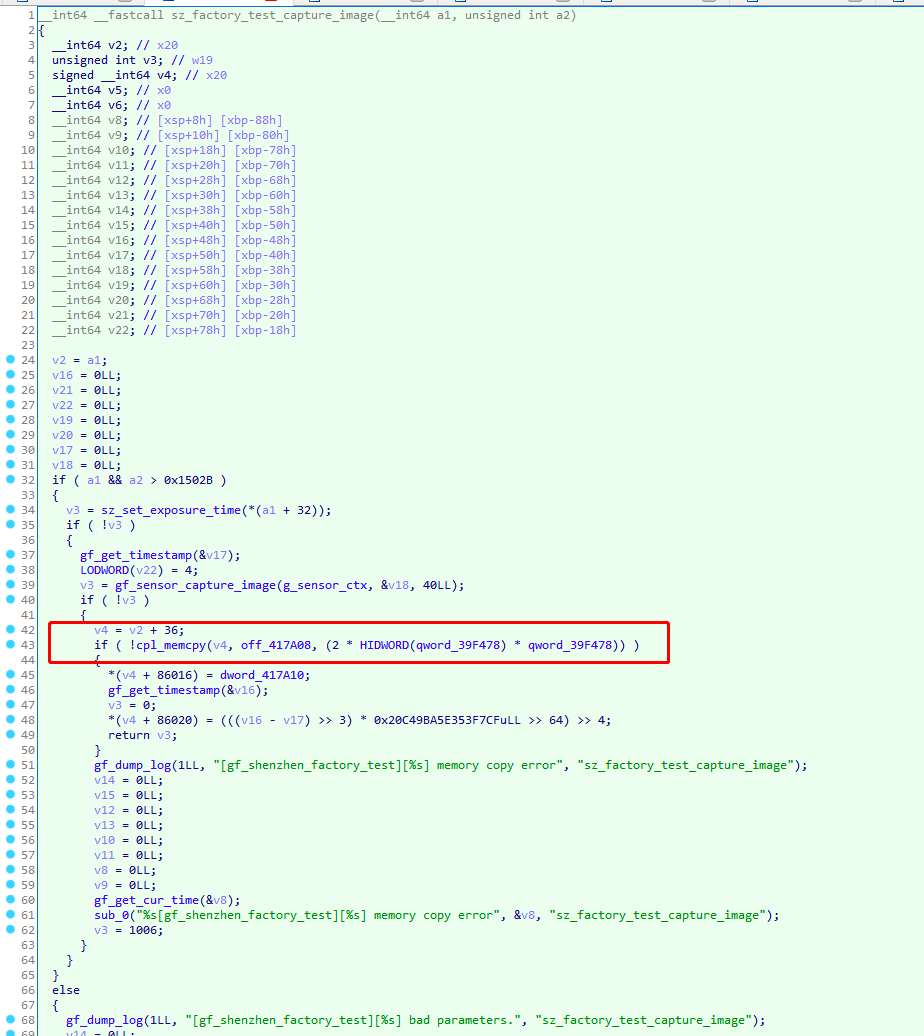 1 __int64 __fastcall sz_factory_test_capture_image(__int64 a1, unsigned int a2)
2 {
3 __int64 v2; // x20
4 unsigned int v3; // w19
5 signed __int64 v4; // x20
6 __int64 v5; // x0
7 __int64 v6; // x0
8 __int64 v8; // [xsp+8h] [xbp-88h]
9 __int64 v9; // [xsp+10h] [xbp-80h]
10 __int64 v10; // [xsp+18h] [xbp-78h]
11 __int64 v11; // [xsp+20h] [xbp-70h]
12 __int64 v12; // [xsp+28h] [xbp-68h]
13 __int64 v13; // [xsp+30h] [xbp-60h]
14 __int64 v14; // [xsp+38h] [xbp-58h]
15 __int64 v15; // [xsp+40h] [xbp-50h]
16 __int64 v16; // [xsp+48h] [xbp-48h]
17 __int64 v17; // [xsp+50h] [xbp-40h]
18 __int64 v18; // [xsp+58h] [xbp-38h]
19 __int64 v19; // [xsp+60h] [xbp-30h]
20 __int64 v20; // [xsp+68h] [xbp-28h]
21 __int64 v21; // [xsp+70h] [xbp-20h]
22 __int64 v22; // [xsp+78h] [xbp-18h]
23
24 v2 = a1;
25 v16 = 0LL;
26 v21 = 0LL;
27 v22 = 0LL;
28 v19 = 0LL;
29 v20 = 0LL;
30 v17 = 0LL;
31 v18 = 0LL;
32 if ( a1 && a2 > 0x1502B )
33 {
34 v3 = sz_set_exposure_time(*(a1 + 32));
35 if ( !v3 )
36 {
37 gf_get_timestamp(&v17);
38 LODWORD(v22) = 4;
39 v3 = gf_sensor_capture_image(g_sensor_ctx, &v18, 40LL);
40 if ( !v3 )
41 {
42 v4 = v2 + 36;
43 if ( !cpl_memcpy(v4, off_417A08, (2 * HIDWORD(qword_39F478) * qword_39F478)) )
44 {
45 *(v4 + 86016) = dword_417A10;
46 gf_get_timestamp(&v16);
47 v3 = 0;
48 *(v4 + 86020) = (((v16 - v17) >> 3) * 0x20C49BA5E353F7CFuLL >> 64) >> 4;
49 return v3;
50 }
51 gf_dump_log(1LL, "[gf_shenzhen_factory_test][%s] memory copy error", "sz_factory_test_capture_image");
52 v14 = 0LL;
53 v15 = 0LL;
54 v12 = 0LL;
55 v13 = 0LL;
56 v10 = 0LL;
57 v11 = 0LL;
58 v8 = 0LL;
59 v9 = 0LL;
60 gf_get_cur_time(&v8);
61 sub_0("%s[gf_shenzhen_factory_test][%s] memory copy error", &v8, "sz_factory_test_capture_image");
62 v3 = 1006;
63 }
64 }
65 }
66 else
67 {
68 gf_dump_log(1LL, "[gf_shenzhen_factory_test][%s] bad parameters.", "sz_factory_test_capture_image");
69 v14 = 0LL;